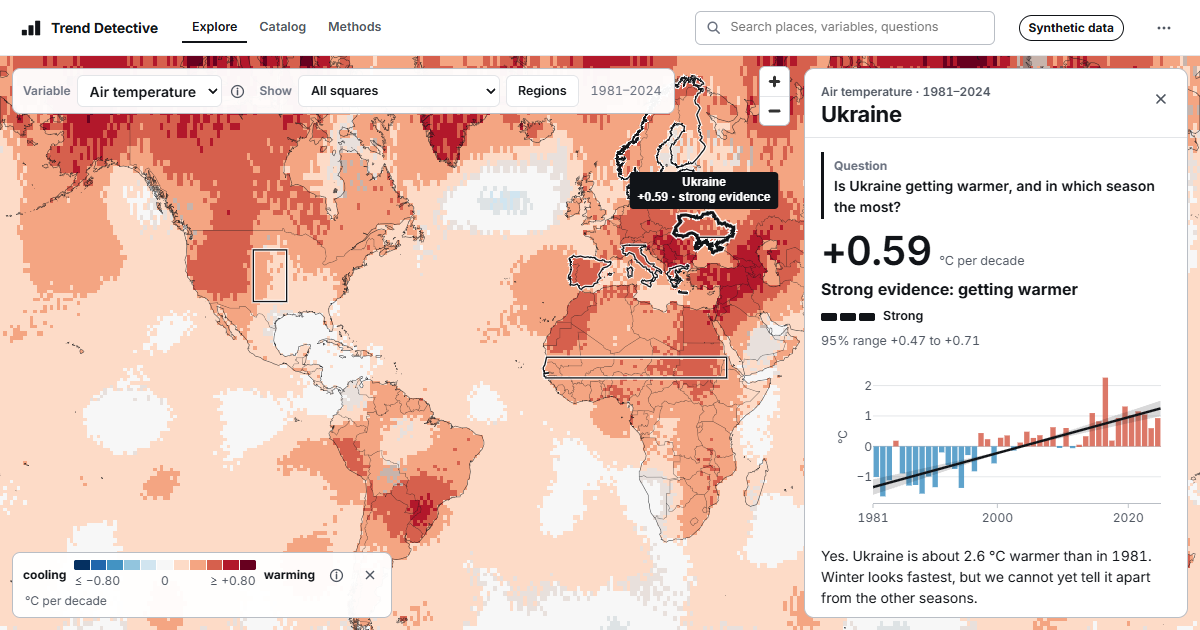 Trend Detective
Explore
Catalog
Methods
Search places, variables, questions
Synthetic data
Variable
Air temperature
Show
All squares
Regions
1981–2024
Ukraine
+0.59 · strong evidence
Air temperature · 1981–2024
Ukraine
Question
Is Ukraine getting warmer, and in which season
the most?
+0.59 °C per decade
Strong evidence: getting warmer
Strong
95% range +0.47 to +0.71
2
1
0
−1
°C
1981
2000
2020
Yes. Ukraine is about 2.6 °C warmer than in 1981.
Winter looks fastest, but we cannot yet tell it apart
from the other seasons.
cooling
≤ −0.80
0
≥ +0.80
warming
°C per decade